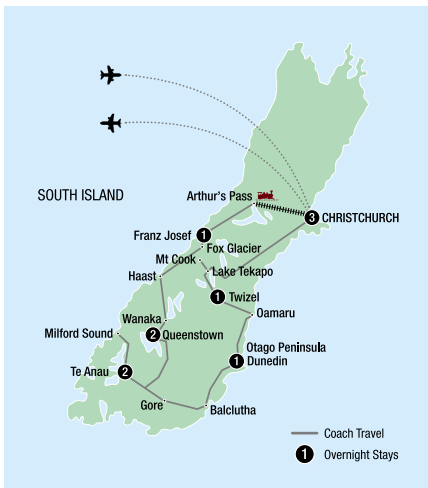 SOUTH ISLAND
Arthur's Pass
3 CHRISTCHURCH
Franz Josef 1
Fox Glacier
Mt Cook
Lake Tekapo
Haast
1 Twizel
Oamaru
Wanaka
Milford Sound
2 Queenstown
Otago Peninsula
1 Dunedin
Te Anau 2
Gore
Balclutha
Coach Travel
1 Overnight Stays